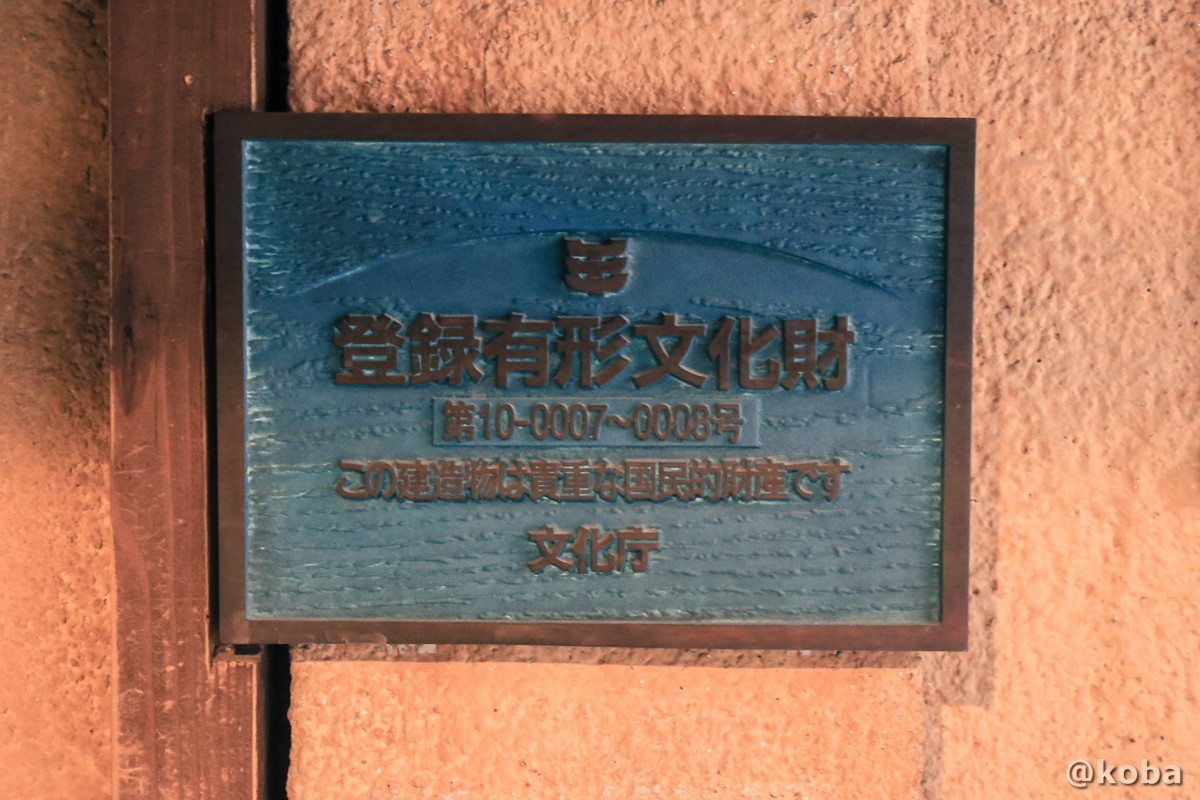 登録有形文化財
第10-0007~0008号
この建造物は貴重な国民的財産です
文化庁
@koba